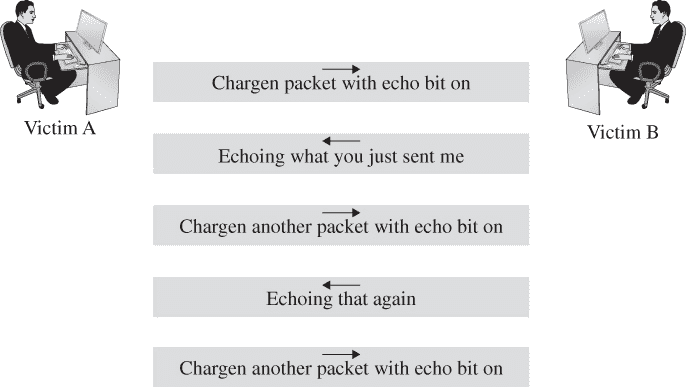 Chargen packet with echo bit on
Victim A
Victim B
Echoing what you just sent me
Chargen another packet with echo bit on
Echoing that again
Chargen another packet with echo bit on